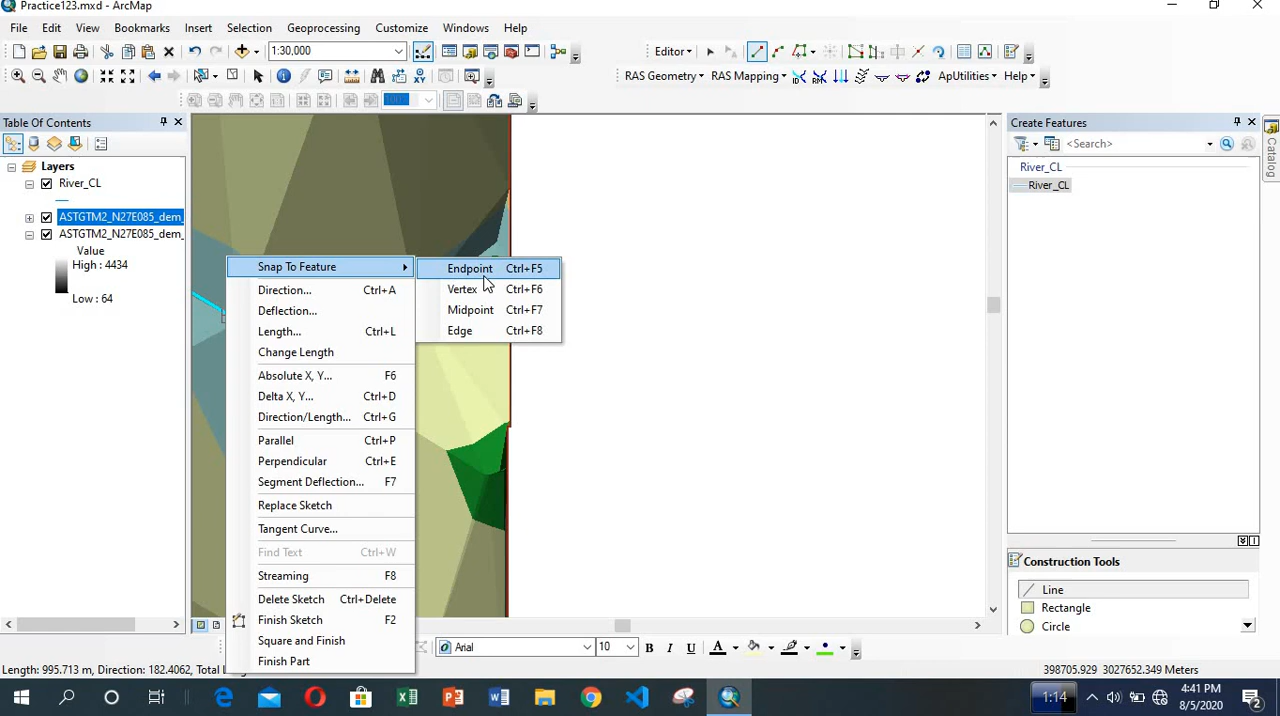 Practice123.mxd - ArcMap
File Edit View Bookmarks Insert Selection Geoprocessing Customize Windows Help
1:30,000
Editor
RAS Geometry RAS Mapping ApUtilities Help
100%
Table Of Contents
Layers
River_CL
ASTGTM2_N27E085_dem_
ASTGTM2_N27E085_dem_
Value
High : 4434
Low : 64
Snap To Feature
Direction... Ctrl+A
Deflection...
Length... Ctrl+L
Change Length
Absolute X, Y... F6
Delta X, Y... Ctrl+D
Direction/Length... Ctrl+G
Parallel Ctrl+P
Perpendicular Ctrl+E
Segment Deflection... F7
Replace Sketch
Tangent Curve...
Find Text Ctrl+W
Streaming F8
Delete Sketch Ctrl+Delete
Finish Sketch F2
Square and Finish
Finish Part
Endpoint Ctrl+F5
Vertex Ctrl+F6
Midpoint Ctrl+F7
Edge Ctrl+F8
Create Features
<Search>
River_CL
River_CL
Catalog
Construction Tools
Line
Rectangle
Circle
Arial 10 B I U A
Length: 995.713 m, Direction: 182.4062, Total Le
398705.929 3027652.349 Meters
1:14
4:41 PM
8/5/2020
2